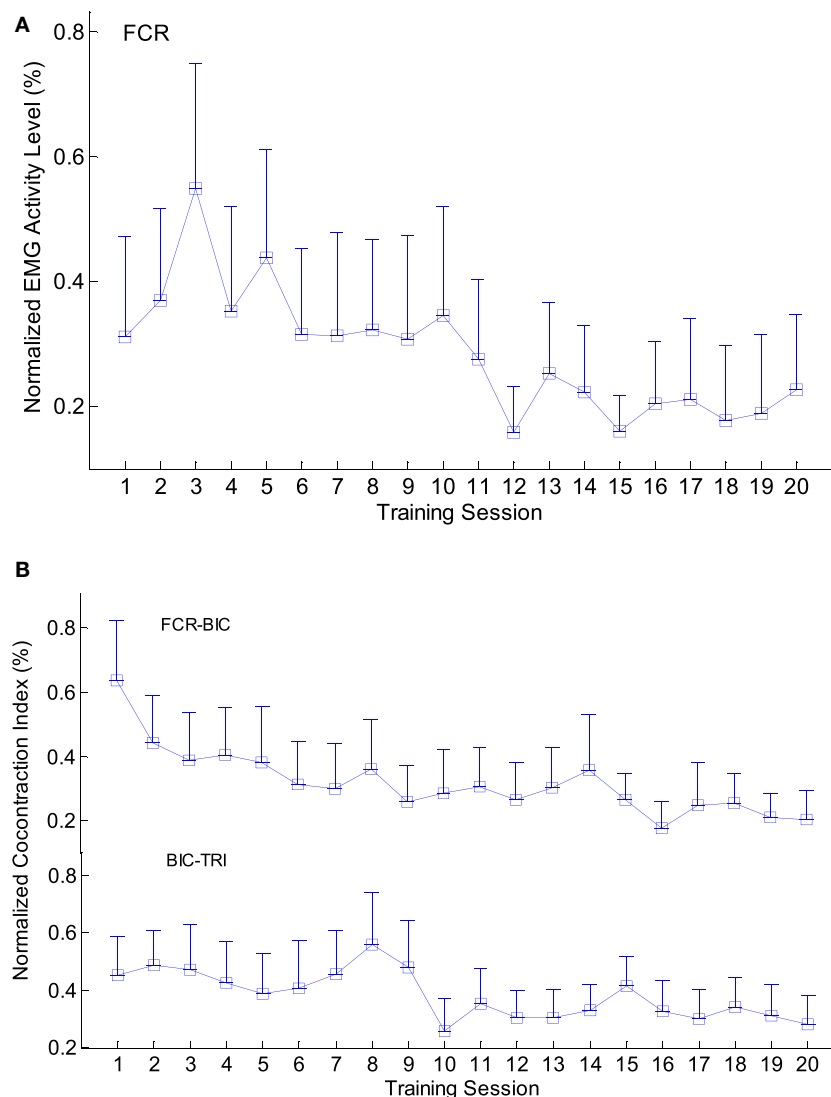 A
FCR
Normalized EMG Activity Level (%)
0.8
0.6
0.4
0.2
1 2 3 4 5 6 7 8 9 10 11 12 13 14 15 16 17 18 19 20
Training Session
B
Normalized Cocontraction Index (%)
FCR-BIC
0.8
0.6
0.4
0.2
BIC-TRI
0.8
0.6
0.4
0.2
1 2 3 4 5 6 7 8 9 10 11 12 13 14 15 16 17 18 19 20
Training Session